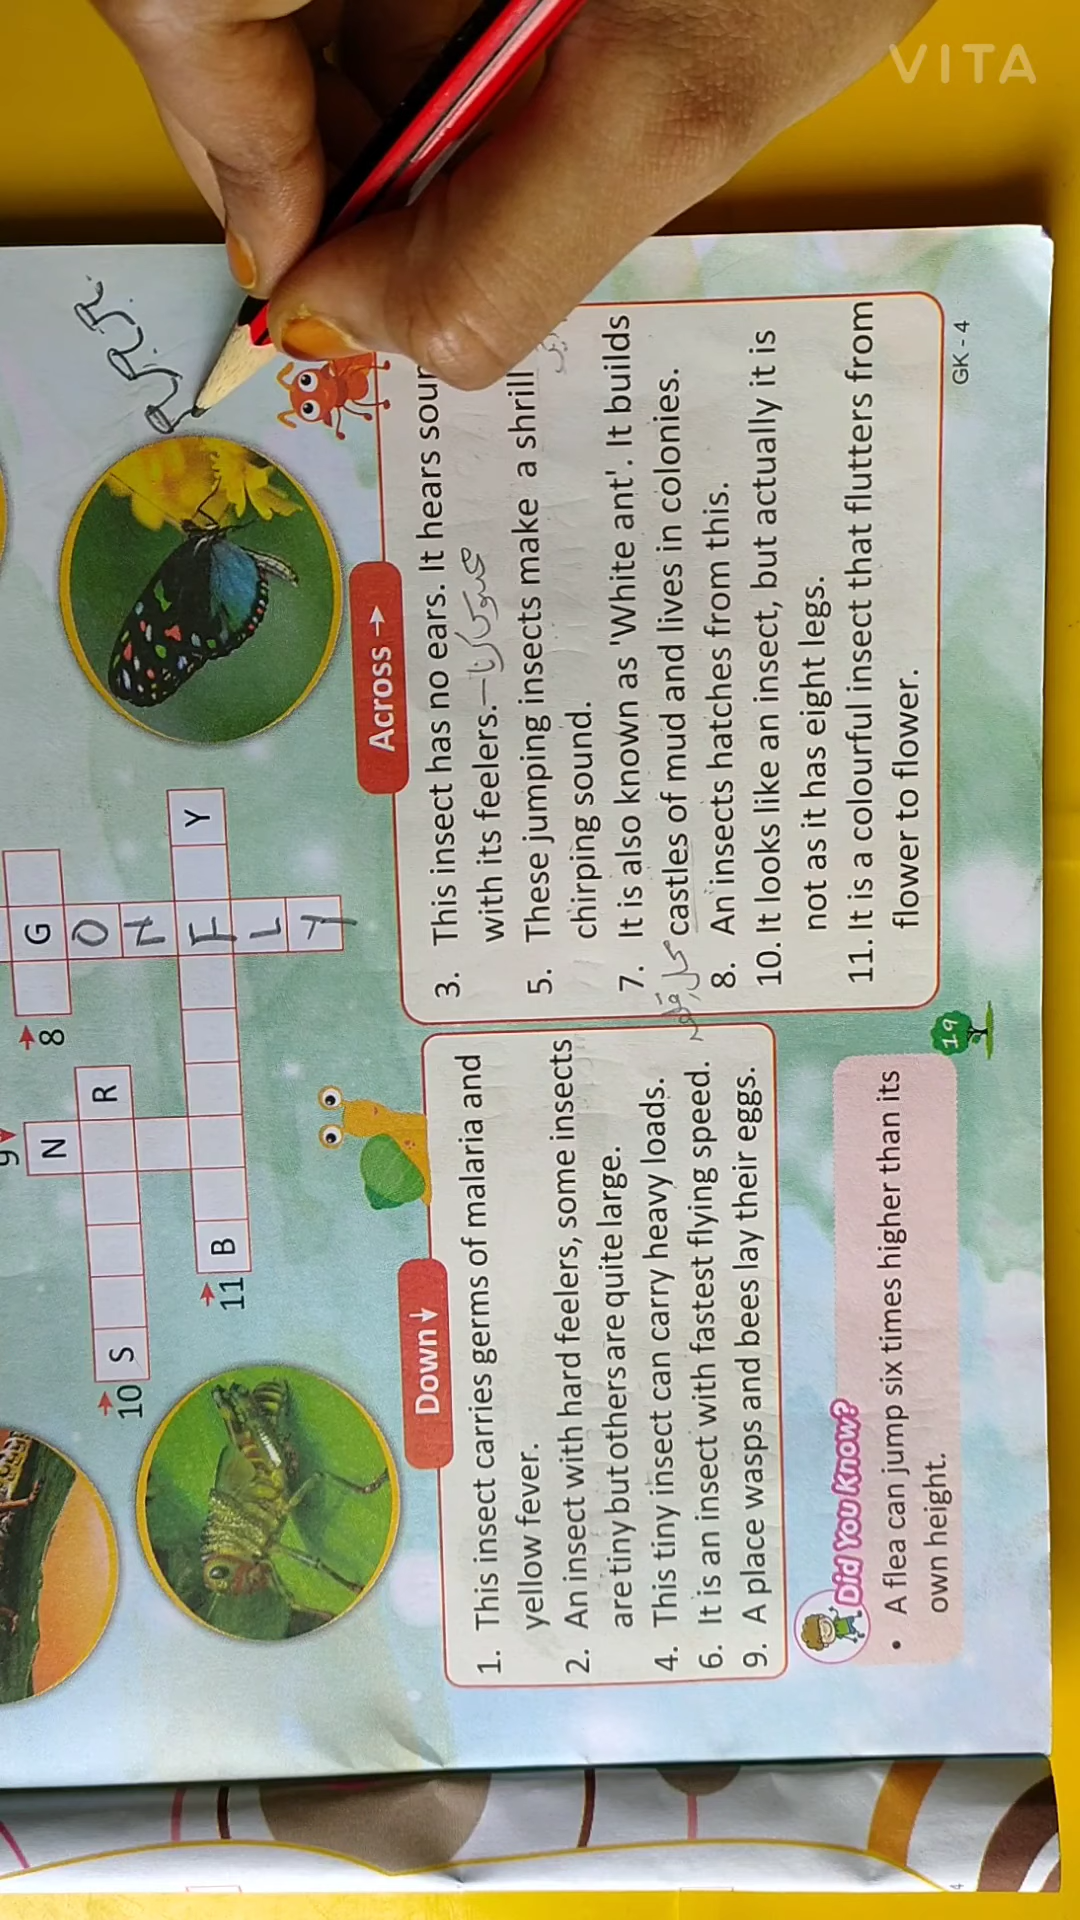 VITA
9
N
8
G
O
N
10
S
R
F
Y
11
B
L
Y
Across →
3. This insect has no ears. It hears
with its feelers. – محسوس کرنا
5. These jumping insects make a shrill
chirping sound.
7. It is also known as 'White ant'. It builds
castles of mud and lives in colonies.
8. An insects hatches from this.
10. It looks like an insect, but actually it is
not as it has eight legs.
11. It is a colourful insect that flutters from
flower to flower.
Down ↓
1. This insect carries germs of malaria and
yellow fever.
2. An insect with hard feelers, some insects
are tiny but others are quite large.
4. This tiny insect can carry heavy loads.
6. It is an insect with fastest flying speed.
9. A place wasps and bees lay their eggs.
Did You Know?
• A flea can jump six times higher than its
own height.
19
GK - 4
4